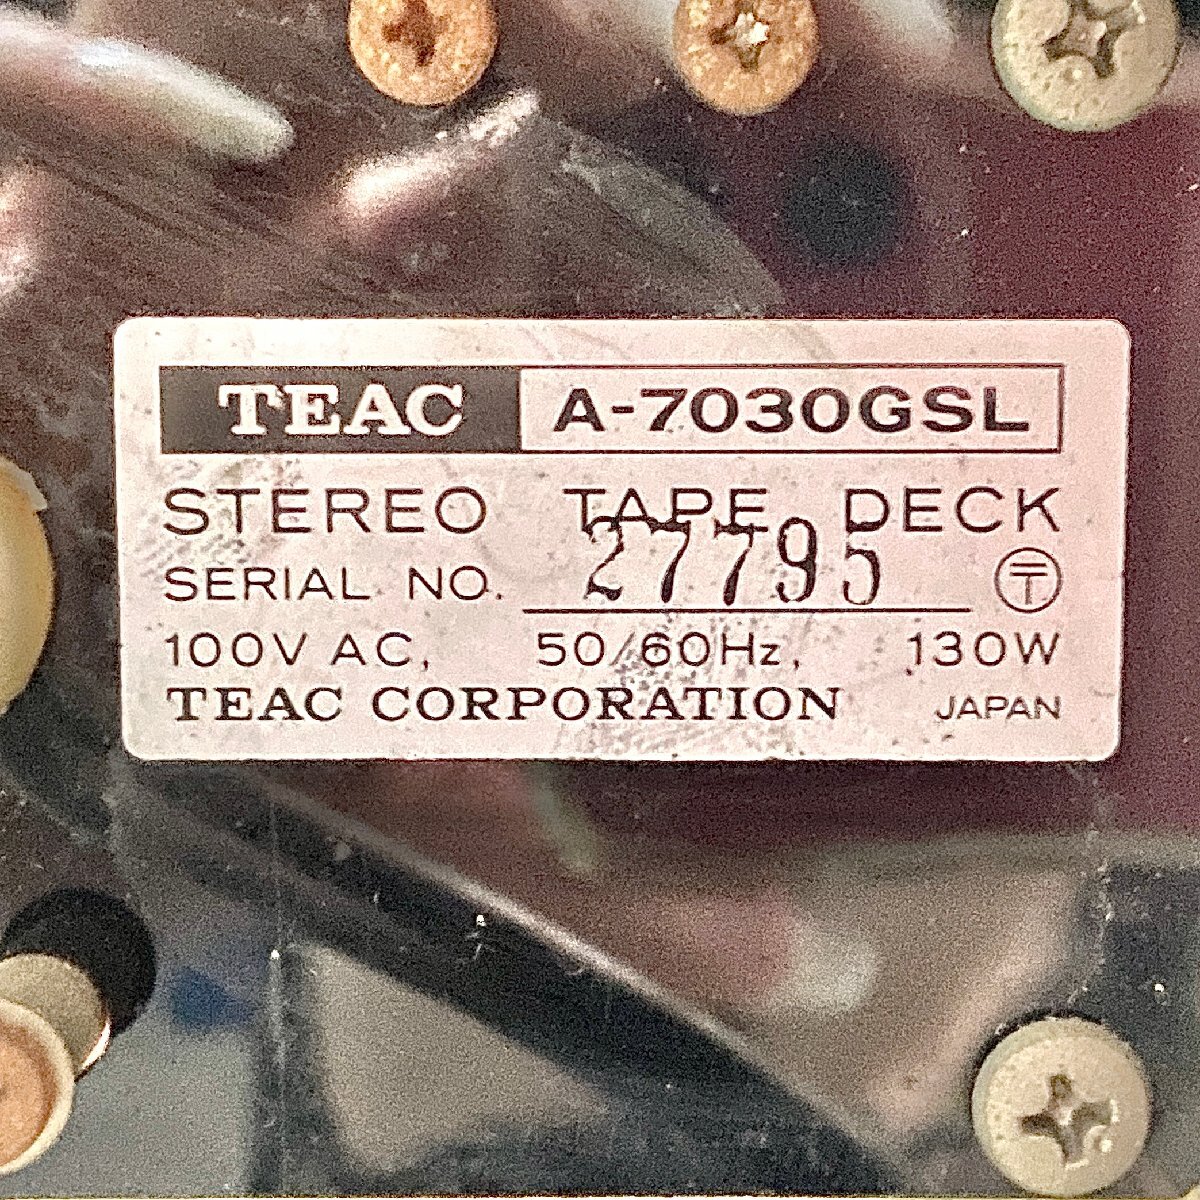 TEAC A-7030GSL
STEREO TAPE DECK
SERIAL NO. 27795 〶
100V AC, 50/60Hz, 130W
TEAC CORPORATION JAPAN